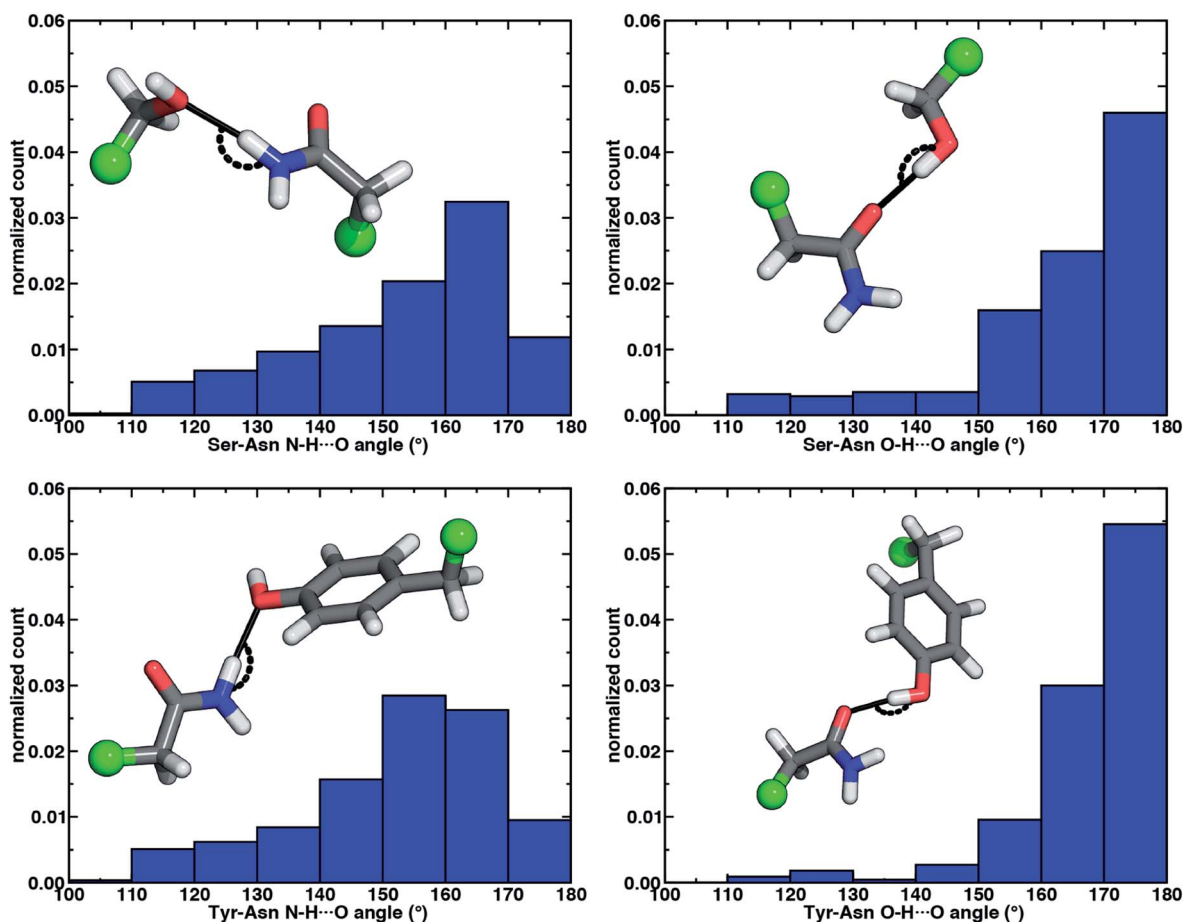 normalized count
0.06
0.05
0.04
0.03
0.02
0.01
0.00
100 110 120 130 140 150 160 170 180
Ser-Asn N-H···O angle (°)
normalized count
0.06
0.05
0.04
0.03
0.02
0.01
0.00
100 110 120 130 140 150 160 170 180
Ser-Asn O-H···O angle (°)
normalized count
0.06
0.05
0.04
0.03
0.02
0.01
0.00
100 110 120 130 140 150 160 170 180
Tyr-Asn N-H···O angle (°)
normalized count
0.06
0.05
0.04
0.03
0.02
0.01
0.00
100 110 120 130 140 150 160 170 180
Tyr-Asn O-H···O angle (°)